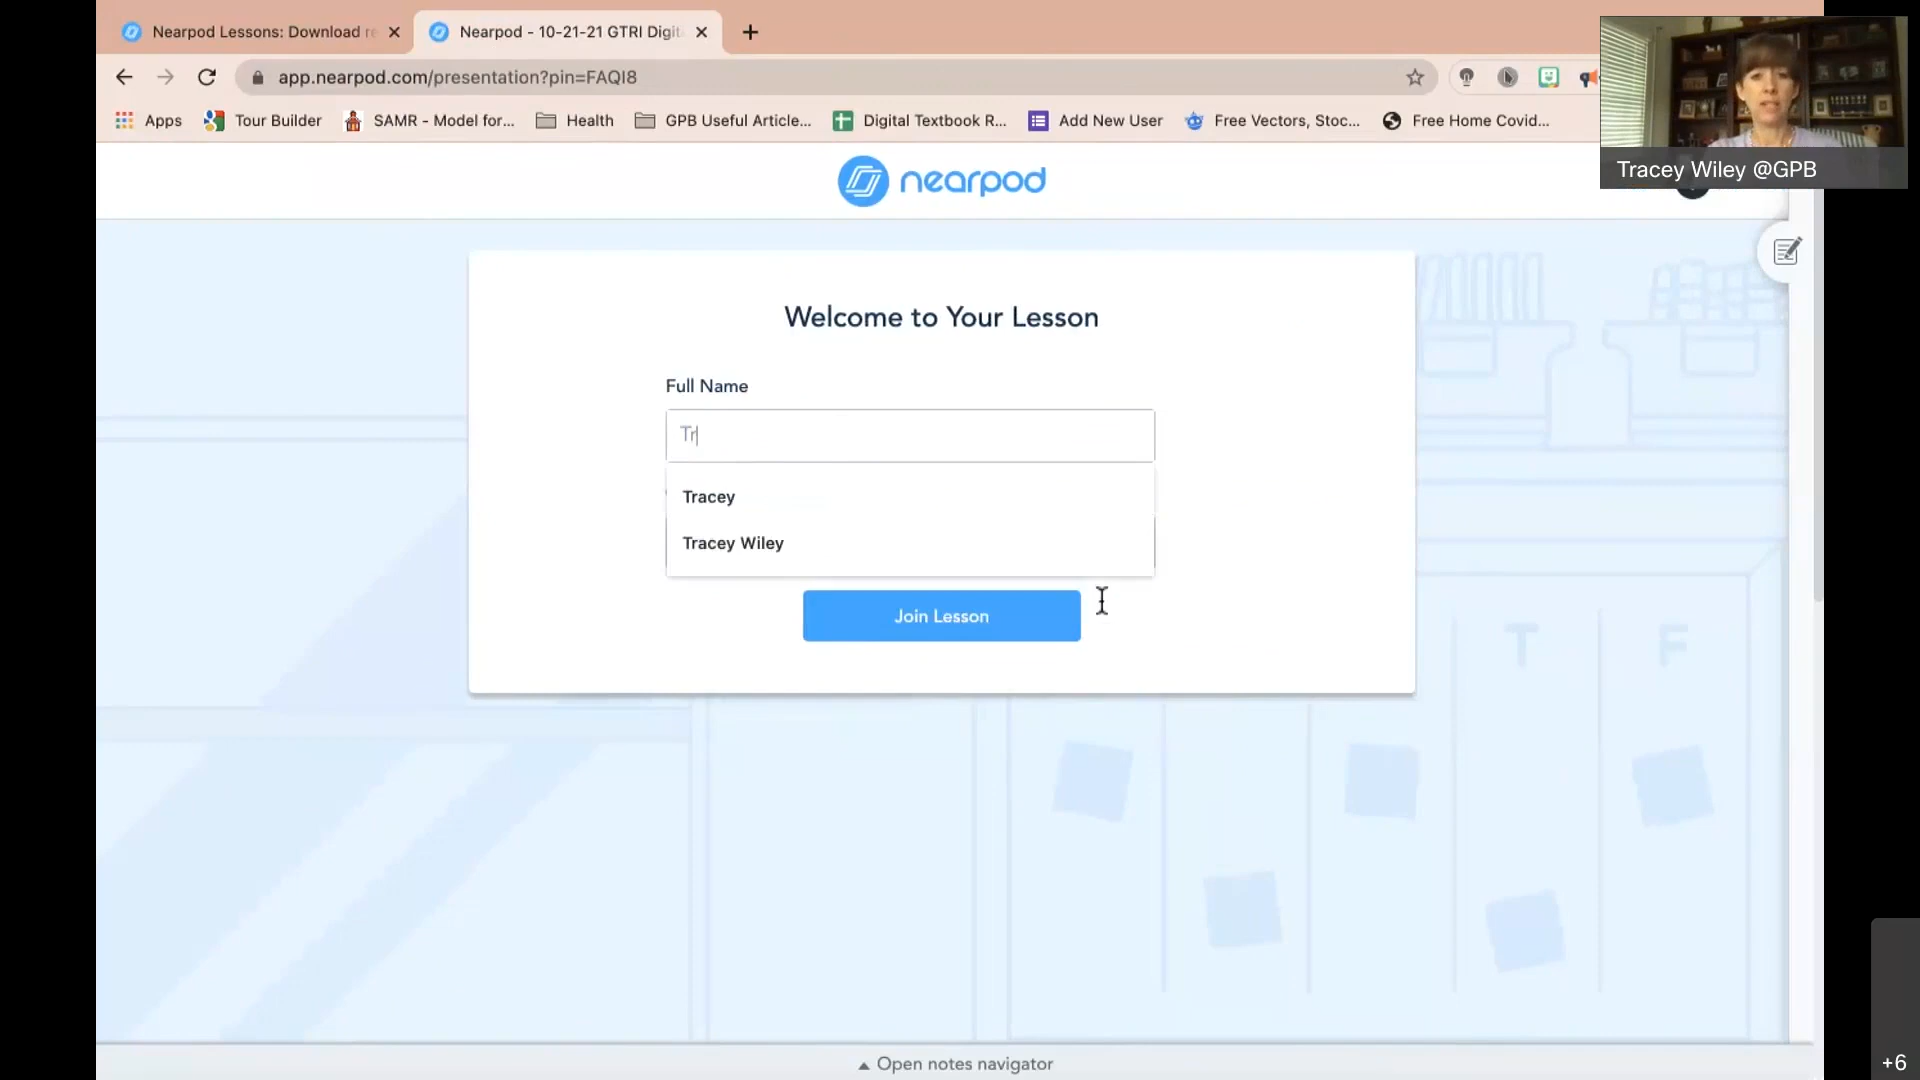 Nearpod Lessons: Download re
Nearpod - 10-21-21 GTRI Digit
app.nearpod.com/presentation?pin=FAQI8
Apps
Tour Builder
SAMR - Model for...
Health
GPB Useful Article...
Digital Textbook R...
Add New User
Free Vectors, Stoc...
Free Home Covid...
Tracey Wiley @GPB
nearpod
Welcome to Your Lesson
Full Name
Tr
Tracey
Tracey Wiley
Join Lesson
T F
Open notes navigator
+6